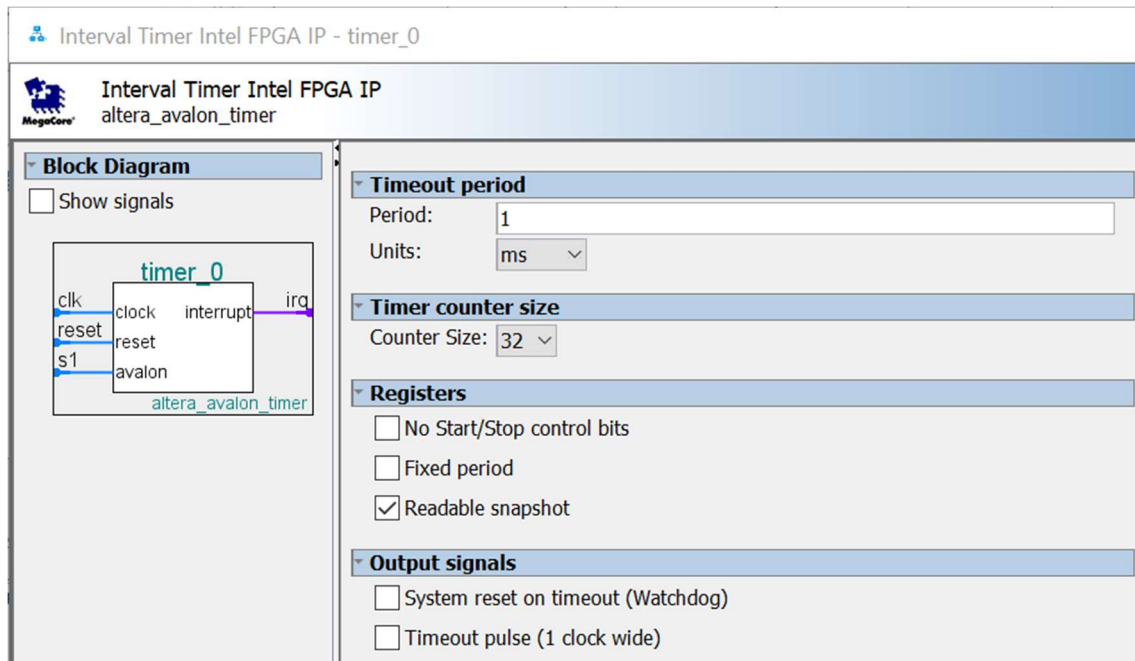 Interval Timer Intel FPGA IP - timer_0
Interval Timer Intel FPGA IP
altera_avalon_timer
MegaCore®
Block Diagram
Show signals
timer_0
clk
clock
interrupt
irq
reset
reset
s1
avalon
altera_avalon_timer
Timeout period
Period: 1
Units: ms
Timer counter size
Counter Size: 32
Registers
No Start/Stop control bits
Fixed period
Readable snapshot
Output signals
System reset on timeout (Watchdog)
Timeout pulse (1 clock wide)